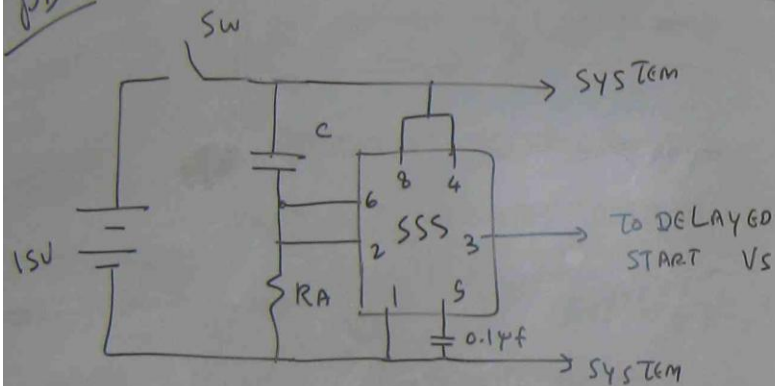 SW
SYSTEM
C
8 4
6
555
2
3
TO DELAYED
START VS
15V
RA
1 5
0.1µf
SYSTEM